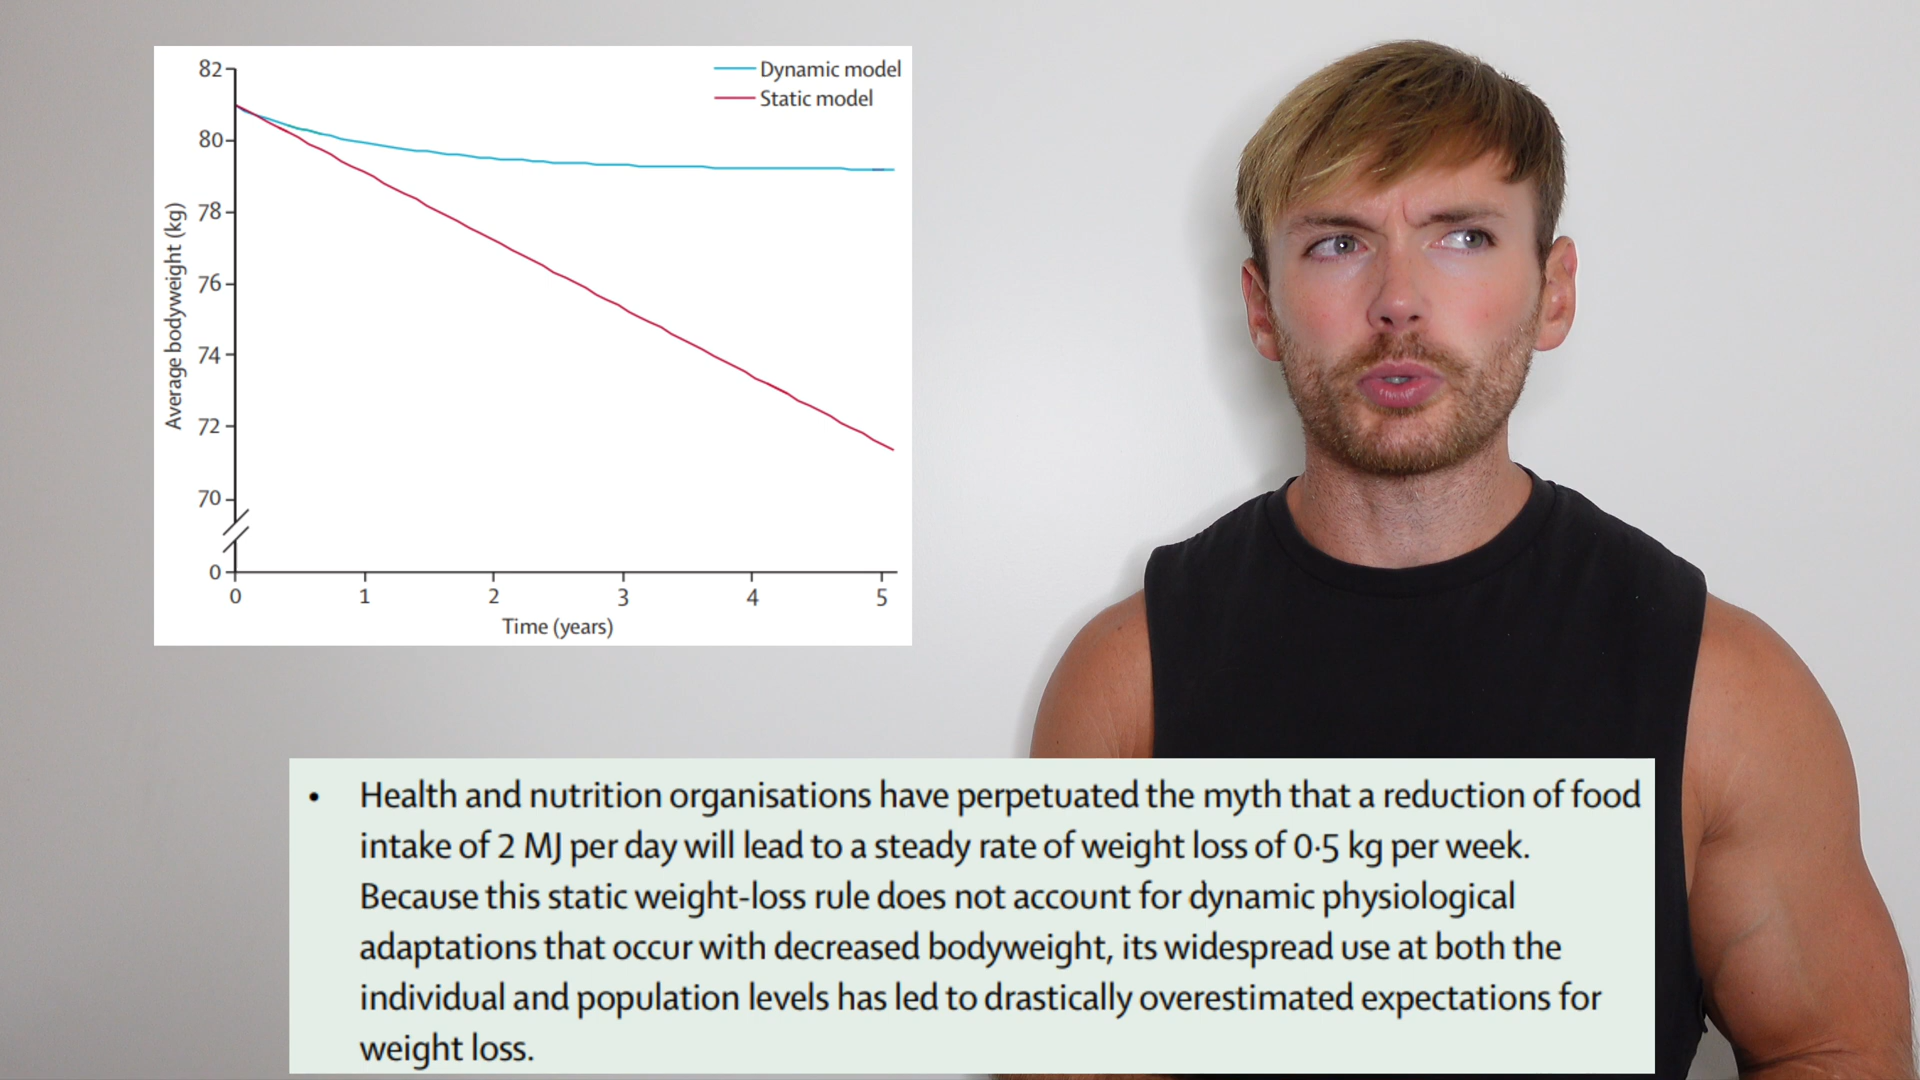 82
Dynamic model
Static model
80
78
76
74
72
70
0
Average bodyweight (kg)
0 1 2 3 4 5
Time (years)
• Health and nutrition organisations have perpetuated the myth that a reduction of food
intake of 2 MJ per day will lead to a steady rate of weight loss of 0·5 kg per week.
Because this static weight-loss rule does not account for dynamic physiological
adaptations that occur with decreased bodyweight, its widespread use at both the
individual and population levels has led to drastically overestimated expectations for
weight loss.